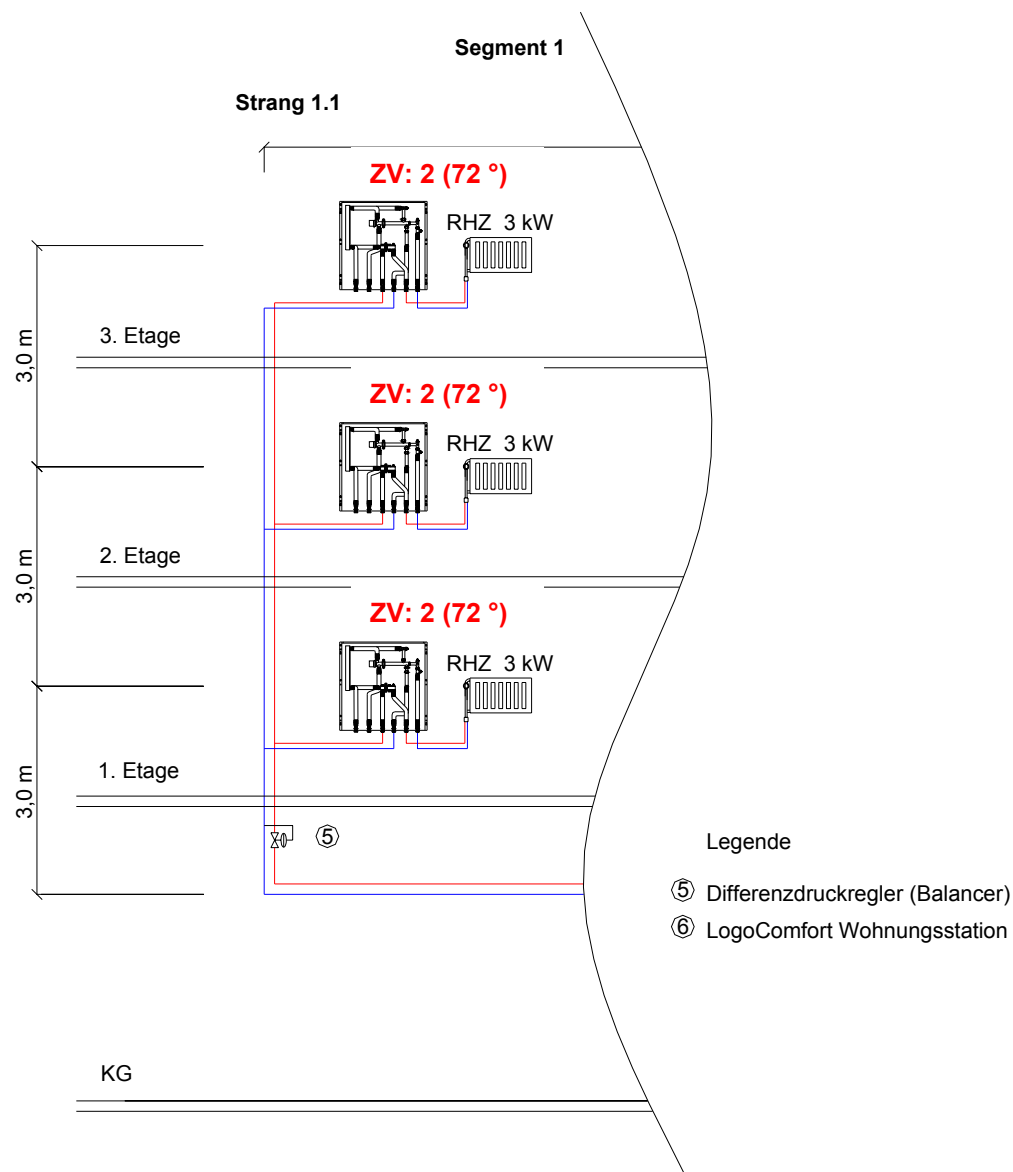 Segment 1
Strang 1.1
ZV: 2 (72 °)
RHZ 3 kW
3,0 m
3. Etage
ZV: 2 (72 °)
RHZ 3 kW
3,0 m
2. Etage
ZV: 2 (72 °)
RHZ 3 kW
3,0 m
1. Etage
5
Legende
5 Differenzdruckregler (Balancer)
6 LogoComfort Wohnungsstation
KG